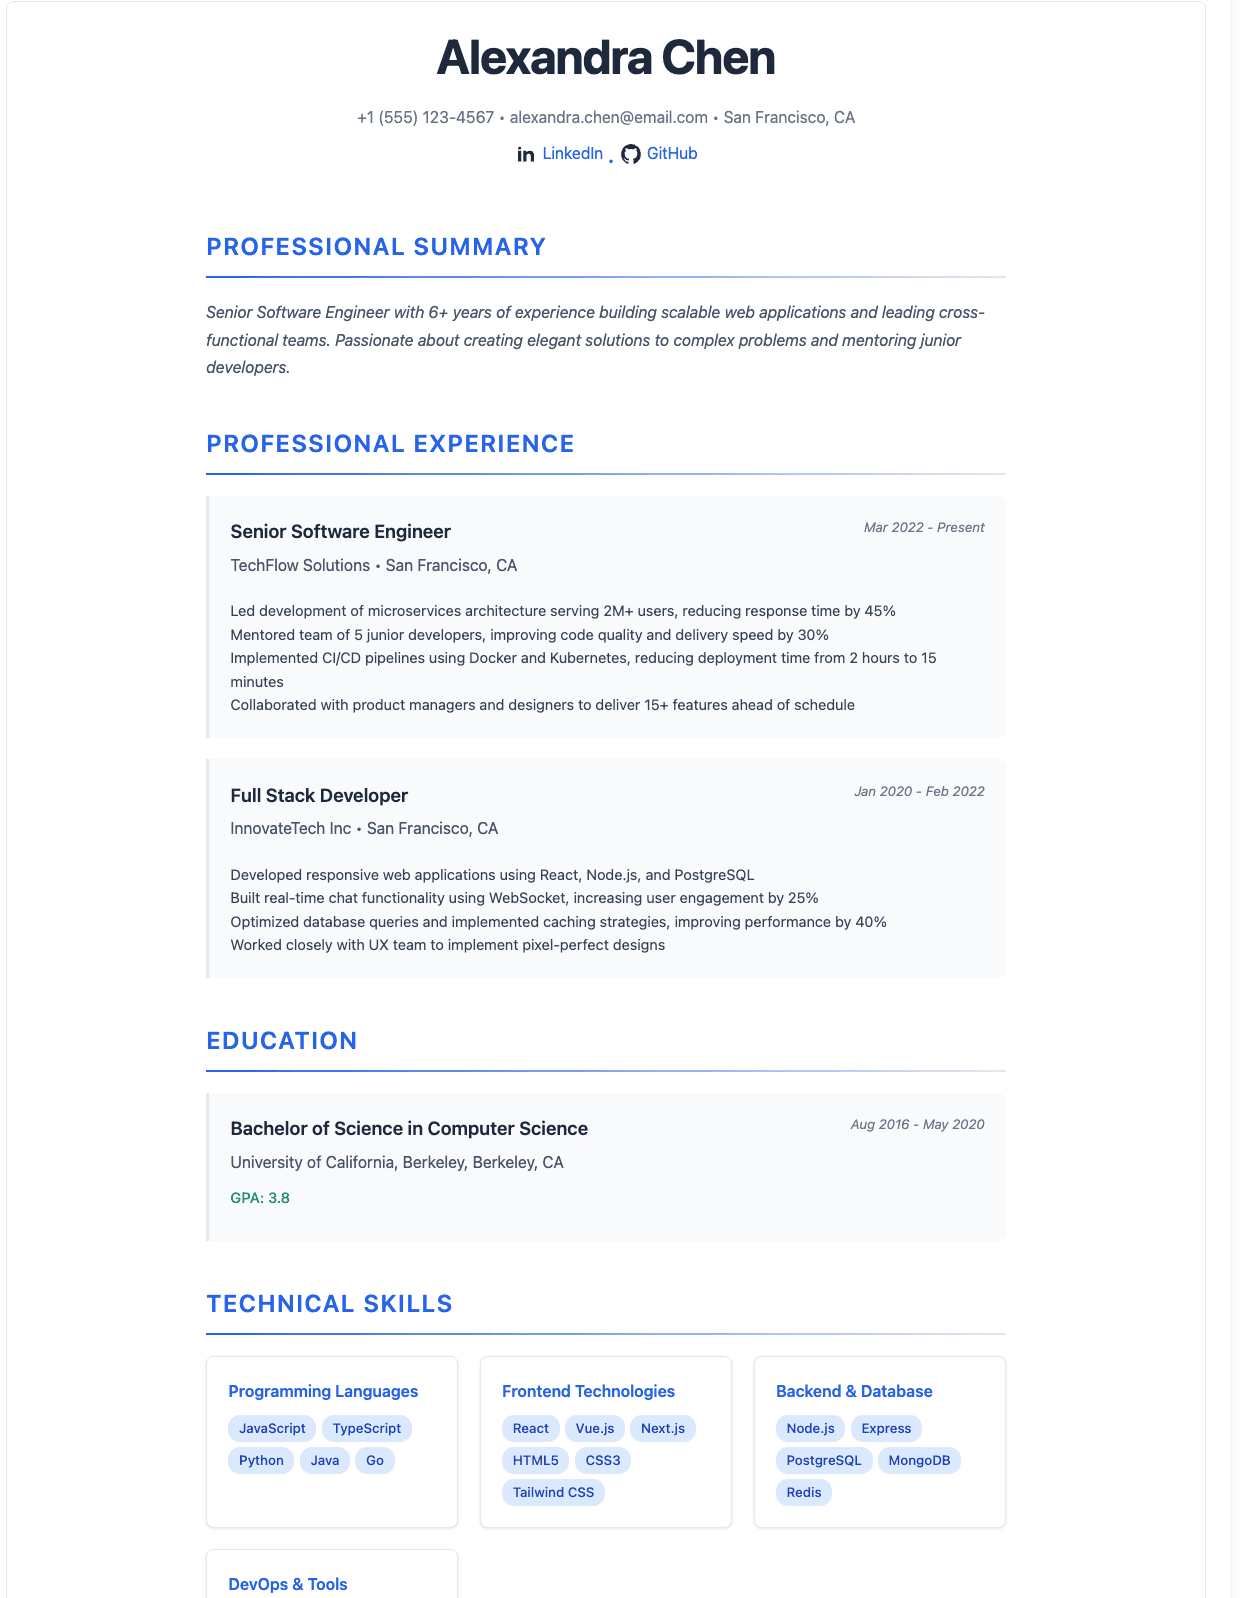 Alexandra Chen
+1 (555) 123-4567 • alexandra.chen@email.com • San Francisco, CA
in LinkedIn • GitHub
PROFESSIONAL SUMMARY
Senior Software Engineer with 6+ years of experience building scalable web applications and leading cross-
functional teams. Passionate about creating elegant solutions to complex problems and mentoring junior
developers.
PROFESSIONAL EXPERIENCE
Senior Software Engineer Mar 2022 - Present
TechFlow Solutions • San Francisco, CA
Led development of microservices architecture serving 2M+ users, reducing response time by 45%
Mentored team of 5 junior developers, improving code quality and delivery speed by 30%
Implemented CI/CD pipelines using Docker and Kubernetes, reducing deployment time from 2 hours to 15
minutes
Collaborated with product managers and designers to deliver 15+ features ahead of schedule
Full Stack Developer Jan 2020 - Feb 2022
InnovateTech Inc • San Francisco, CA
Developed responsive web applications using React, Node.js, and PostgreSQL
Built real-time chat functionality using WebSocket, increasing user engagement by 25%
Optimized database queries and implemented caching strategies, improving performance by 40%
Worked closely with UX team to implement pixel-perfect designs
EDUCATION
Bachelor of Science in Computer Science Aug 2016 - May 2020
University of California, Berkeley, Berkeley, CA
GPA: 3.8
TECHNICAL SKILLS
Programming Languages
JavaScript TypeScript
Python Java Go
Frontend Technologies
React Vue.js Next.js
HTML5 CSS3
Tailwind CSS
Backend & Database
Node.js Express
PostgreSQL MongoDB
Redis
DevOps & Tools